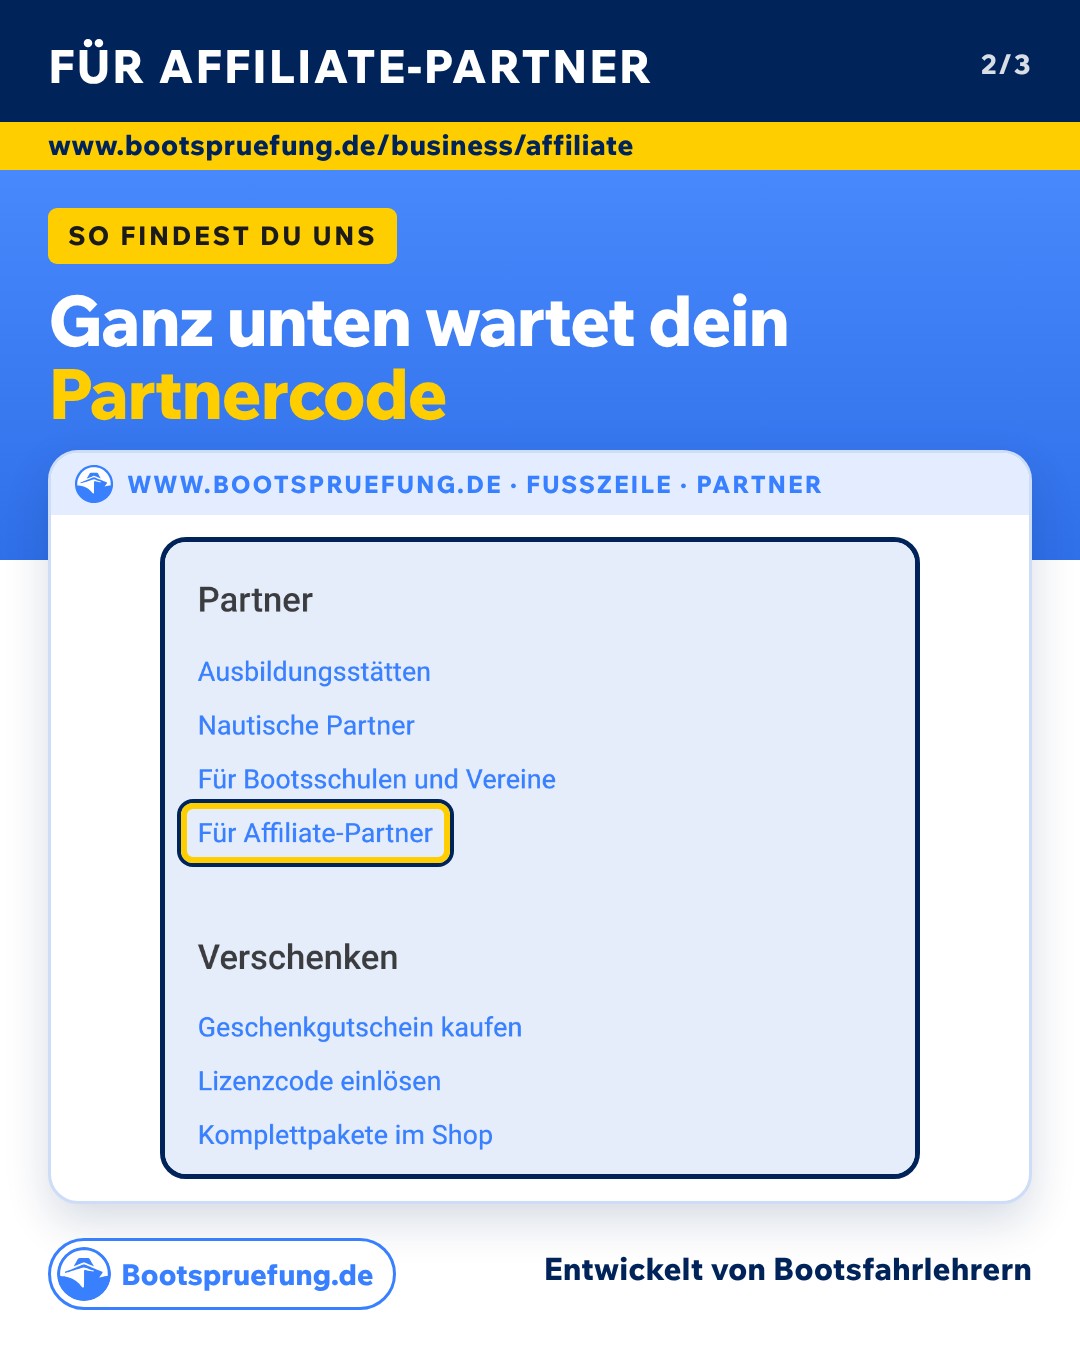 FÜR AFFILIATE-PARTNER
2/3
www.bootspruefung.de/business/affiliate
SO FINDEST DU UNS
Ganz unten wartet dein
Partnercode
WWW.BOOTSPRUEFUNG.DE · FUSSZEILE · PARTNER
Partner
Ausbildungsstätten
Nautische Partner
Für Bootsschulen und Vereine
Für Affiliate-Partner
Verschenken
Geschenkgutschein kaufen
Lizenzcode einlösen
Komplettpakete im Shop
Bootspruefung.de
Entwickelt von Bootsfahrlehrern